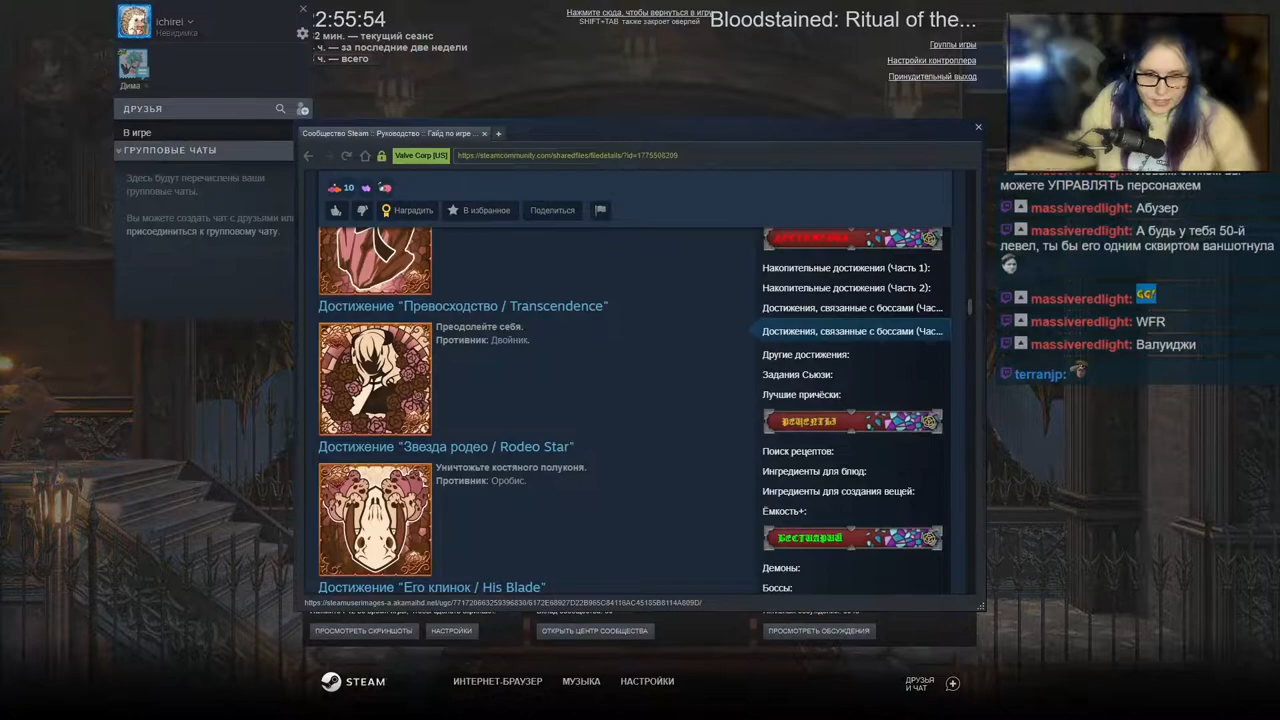 ichirei
Невидимка
Дима
ДРУЗЬЯ
В игре
ГРУППОВЫЕ ЧАТЫ
Здесь будут перечислены ваши
групповые чаты.
Вы можете создать чат с друзьями или
присоединиться к групповому чату.
2:55:54
2 мин. — текущий сеанс
ч. — за последние две недели
ч. — всего
Нажмите сюда, чтобы вернуться в игру
SHIFT+TAB также закроет оверлей
Bloodstained: Ritual of the...
Группы игры
Настройки контроллера
Принудительный выход
Сообщество Steam :: Руководство :: Гайд по игре ...
Valve Corp [US]
https://steamcommunity.com/sharedfiles/filedetails/?id=1775508209
10
Наградить
В избранное
Поделиться
Достижение "Превосходство / Transcendence"
Преодолейте себя.
Противник: Двойник.
Достижение "Звезда родео / Rodeo Star"
Уничтожьте костяного полуконя.
Противник: Оробис.
Достижение "Его клинок / His Blade"
Накопительные достижения (Часть 1):
Накопительные достижения (Часть 2):
Достижения, связанные с боссами (Час...
Достижения, связанные с боссами (Час...
Другие достижения:
Задания Сьюзи:
Лучшие причёски:
РЕЦЕПТЫ
Поиск рецептов:
Ингредиенты для блюд:
Ингредиенты для создания вещей:
Ёмкость+:
БЕСТИАРИЙ
Демоны:
Боссы:
ПРОСМОТРЕТЬ СКРИНШОТЫ
НАСТРОЙКИ
ОТКРЫТЬ ЦЕНТР СООБЩЕСТВА
ПРОСМОТРЕТЬ ОБСУЖДЕНИЯ
STEAM
ИНТЕРНЕТ-БРАУЗЕР
МУЗЫКА
НАСТРОЙКИ
ДРУЗЬЯ
И ЧАТ
можете УПРАВЛЯТЬ персонажем
massiveredlight: Абузер
massiveredlight: А будь у тебя 50-й
левел, ты бы его одним сквиртом ваншотнула
massiveredlight: GG!
massiveredlight: WFR
massiveredlight: Валуиджи
terranjp: